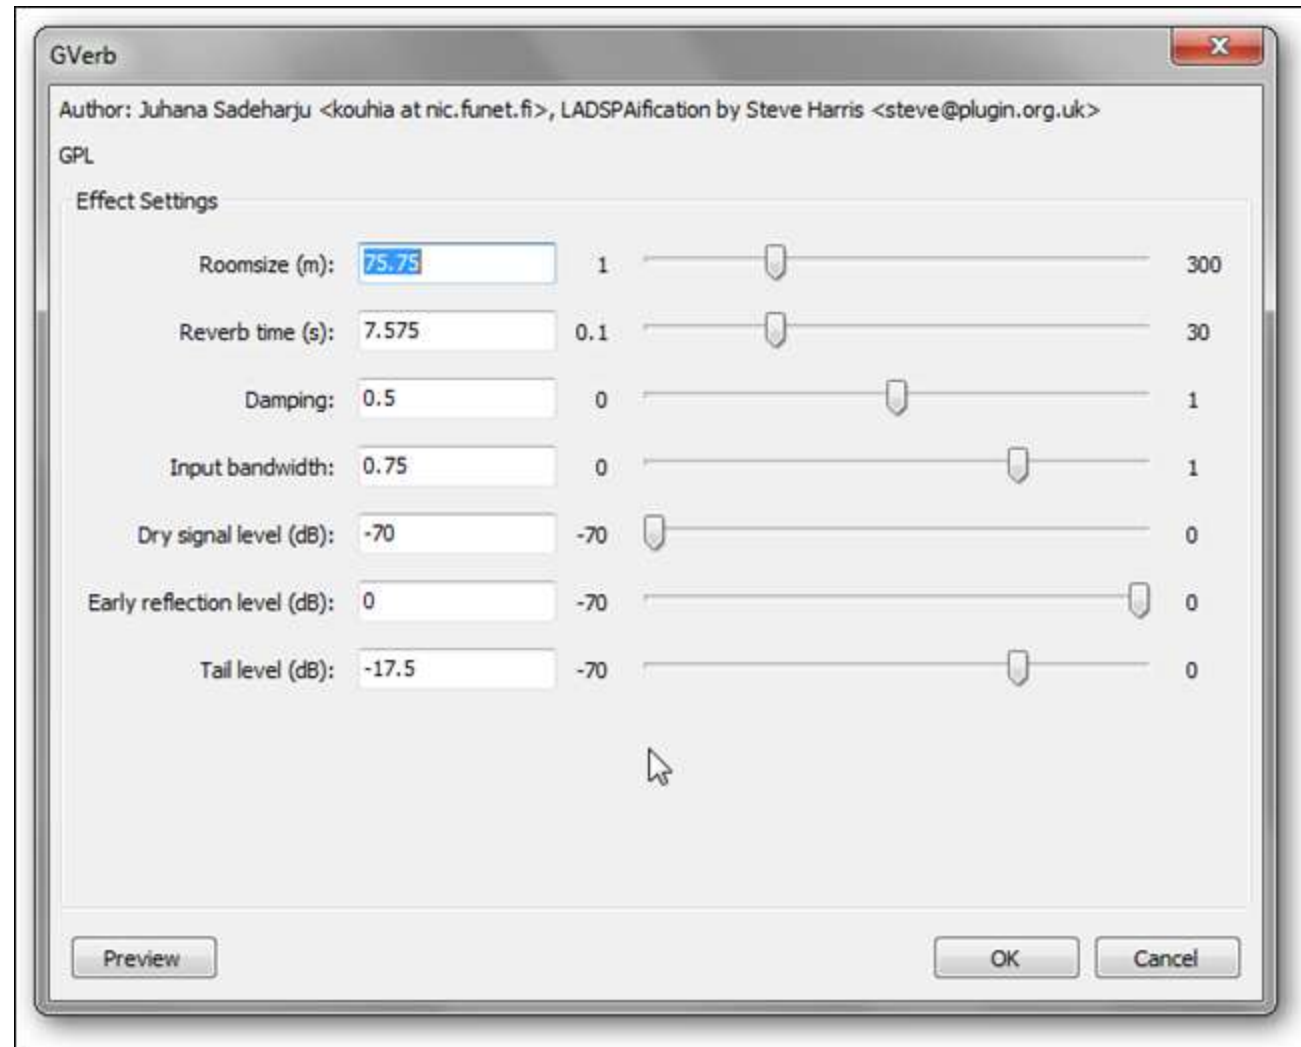 GVerb
Author: Juhana Sadeharju <kouhia at nic.funet.fi>, LADSPAification by Steve Harris <steve@plugin.org.uk>
GPL
Effect Settings
Roomsize (m): 75.75 1 300
Reverb time (s): 7.575 0.1 30
Damping: 0.5 0 1
Input bandwidth: 0.75 0 1
Dry signal level (dB): -70 -70 0
Early reflection level (dB): 0 -70 0
Tail level (dB): -17.5 -70 0
Preview OK Cancel